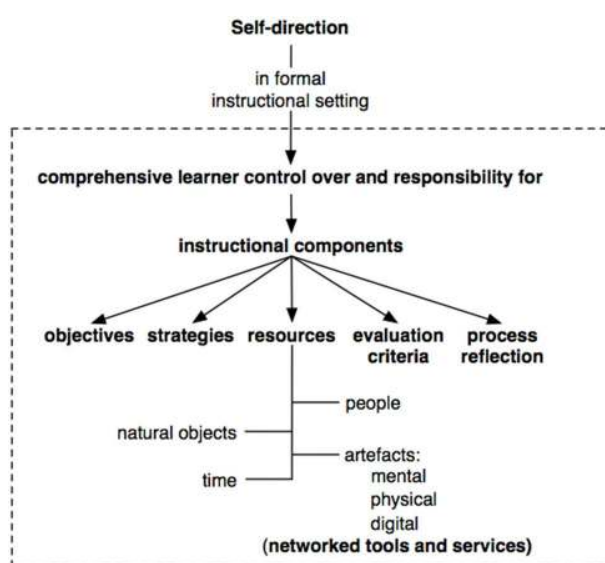 Self-direction
in formal
instructional setting
comprehensive learner control over and responsibility for
instructional components
objectives strategies resources evaluation criteria process reflection
people
natural objects
artefacts:
time
mental
physical
digital
(networked tools and services)